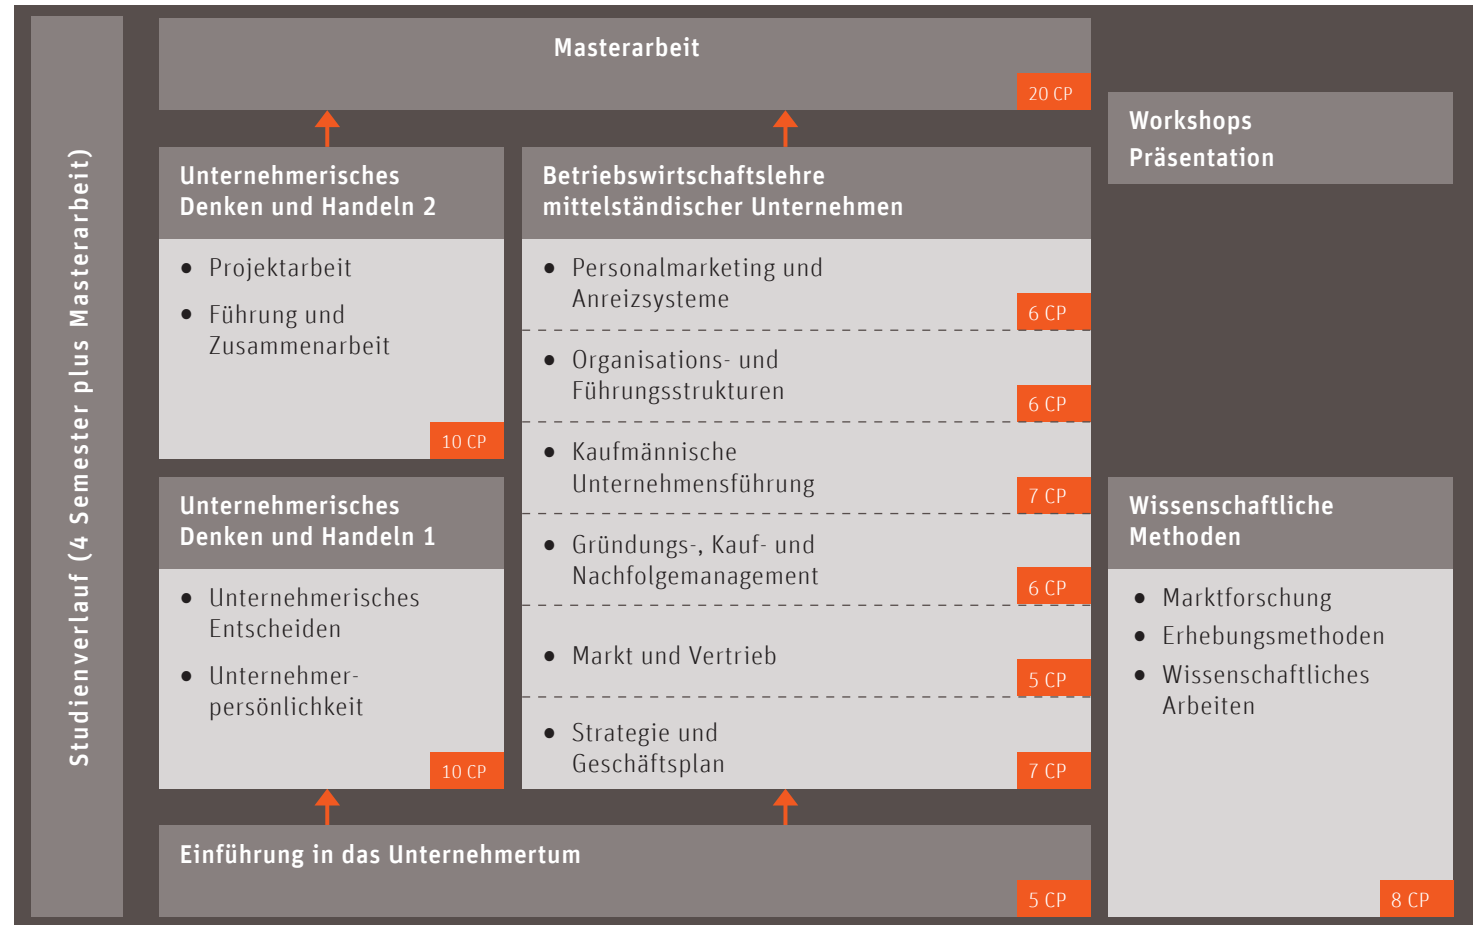 Studienverlauf (4 Semester plus Masterarbeit)
Masterarbeit
20 CP
Unternehmerisches
Denken und Handeln 2
• Projektarbeit
• Führung und
Zusammenarbeit
10 CP
Unternehmerisches
Denken und Handeln 1
• Unternehmerisches
Entscheiden
• Unternehmer-
persönlichkeit
10 CP
Betriebswirtschaftslehre
mittelständischer Unternehmen
• Personalmarketing und
Anreizsysteme
6 CP
• Organisations- und
Führungsstrukturen
6 CP
• Kaufmännische
Unternehmensführung
7 CP
• Gründungs-, Kauf- und
Nachfolgemanagement
6 CP
• Markt und Vertrieb
5 CP
• Strategie und
Geschäftsplan
7 CP
Einführung in das Unternehmertum
5 CP
Workshops
Präsentation
Wissenschaftliche
Methoden
• Marktforschung
• Erhebungsmethoden
• Wissenschaftliches
Arbeiten
8 CP